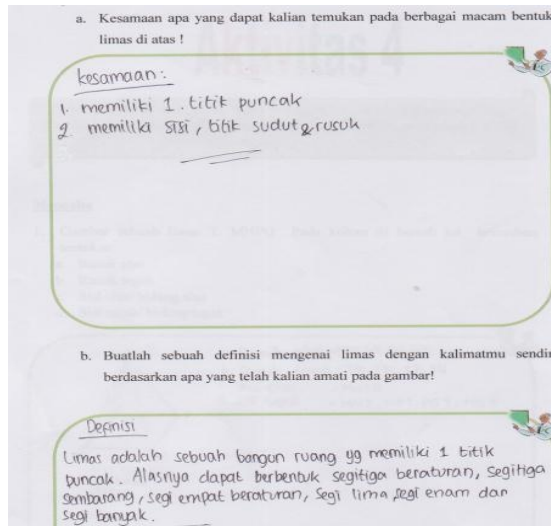 a. Kesamaan apa yang dapat kalian temukan pada berbagai macam bentuk
limas di atas !
kesamaan :
1. memiliki 1 . titik puncak
2. memilika sisi , titik sudut & rusuk
b. Buatlah sebuah definisi mengenai limas dengan kalimatmu sendi
berdasarkan apa yang telah kalian amati pada gambar!
Definisi
Limas adalah sebuah bangun ruang yg memiliki 1 titik
puncak. Alasnya dapat berbentuk segitiga beraturan, segitiga
sembarang, segi empat beraturan, segi lima segi enam dan
segi banyak.